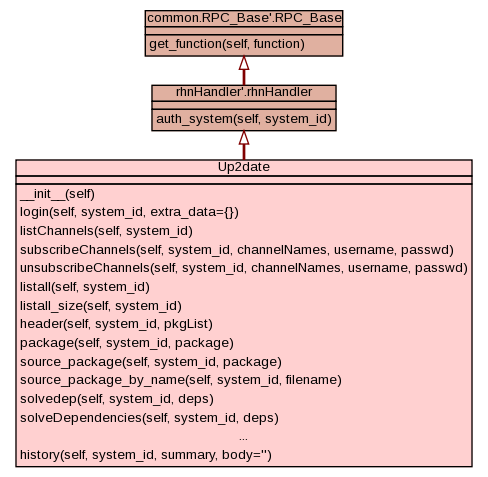 common.RPC_Base'.RPC_Base
get_function(self, function)
rhnHandler'.rhnHandler
auth_system(self, system_id)
Up2date
__init__(self)
login(self, system_id, extra_data={})
listChannels(self, system_id)
subscribeChannels(self, system_id, channelNames, username, passwd)
unsubscribeChannels(self, system_id, channelNames, username, passwd)
listall(self, system_id)
listall_size(self, system_id)
header(self, system_id, pkgList)
package(self, system_id, package)
source_package(self, system_id, package)
source_package_by_name(self, system_id, filename)
solvedep(self, system_id, deps)
solveDependencies(self, system_id, deps)
...
history(self, system_id, summary, body='')